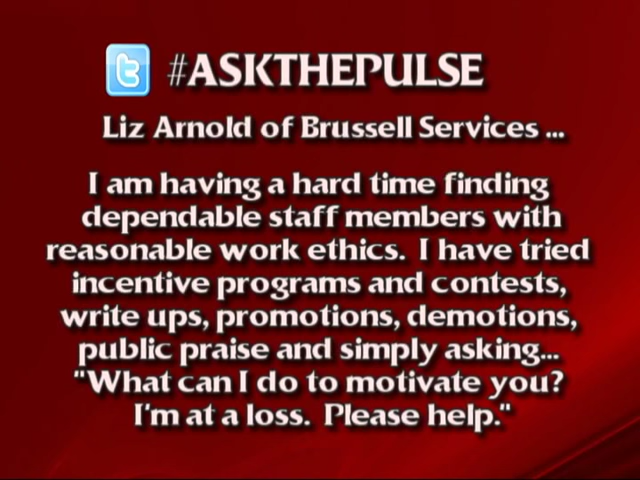 #ASKTHEPULSE
Liz Arnold of Brussell Services ...
I am having a hard time finding
dependable staff members with
reasonable work ethics.  I have tried
incentive programs and contests,
write ups, promotions, demotions,
public praise and simply asking...
"What can I do to motivate you?
I'm at a loss.  Please help."